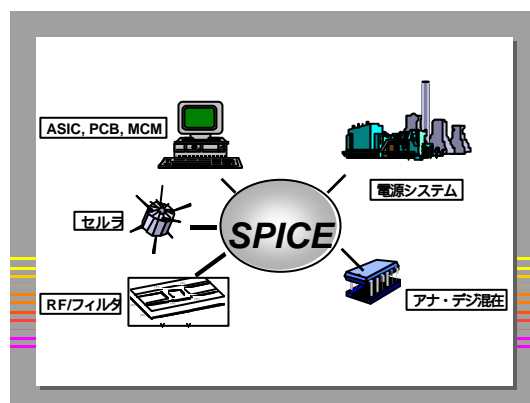 ASIC, PCB, MCM
電源システム
セルラ
SPICE
RF/フィルタ
アナ・デジ混在